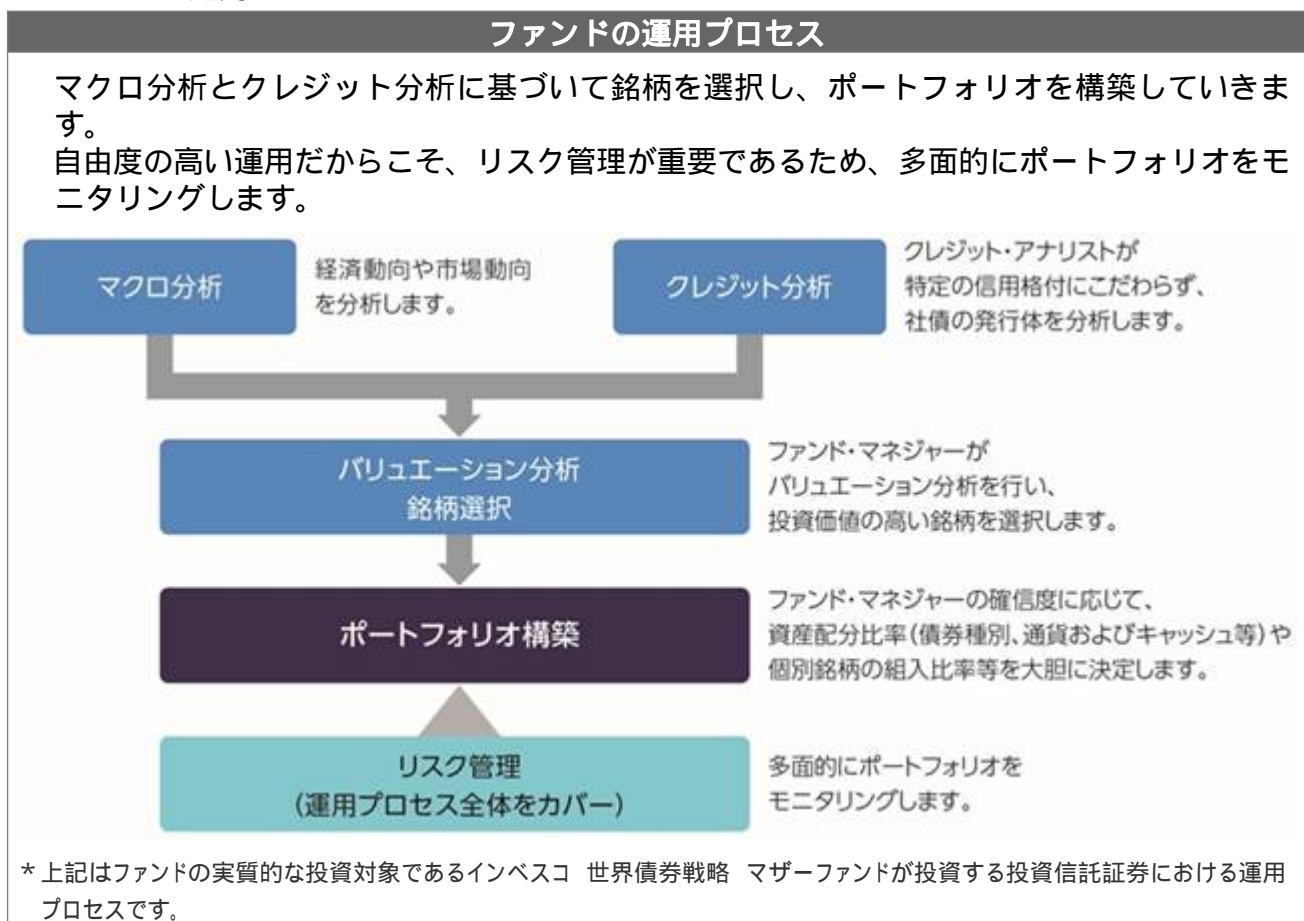 ファンドの運用プロセス
マクロ分析とクレジット分析に基づいて銘柄を選択し、ポートフォリオを構築していきま
す。
自由度の高い運用だからこそ、リスク管理が重要であるため、多面的にポートフォリオをモ
ニタリングします。
マクロ分析
経済動向や市場動向
を分析します。
クレジット分析
クレジット・アナリストが
特定の信用格付にこだわらず、
社債の発行体を分析します。
バリュエーション分析
銘柄選択
ファンド・マネジャーが
バリュエーション分析を行い、
投資価値の高い銘柄を選択します。
ポートフォリオ構築
ファンド・マネジャーの確信度に応じて、
資産配分比率(債券種別、通貨およびキャッシュ等)や
個別銘柄の組入比率等を大胆に決定します。
リスク管理
(運用プロセス全体をカバー)
多面的にポートフォリオを
モニタリングします。
*上記はファンドの実質的な投資対象であるインベスコ 世界債券戦略 マザーファンドが投資する投資信託証券における運用
プロセスです。